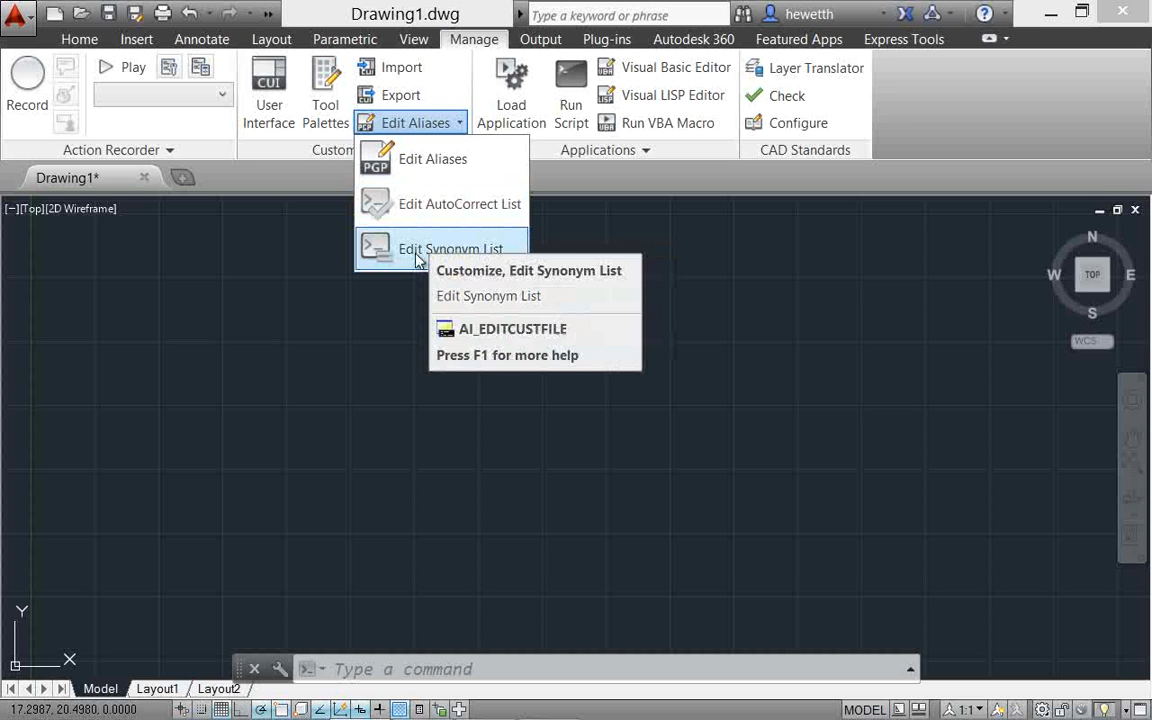 Drawing1.dwg
Type a keyword or phrase
hewetth
Home Insert Annotate Layout Parametric View Manage Output Plug-ins Autodesk 360 Featured Apps Express Tools
Record
Play
CUI
User
Interface
Tool
Palettes
Import
Export
Edit Aliases
Load
Application
Run
Script
Visual Basic Editor
Visual LISP Editor
Run VBA Macro
Layer Translator
Check
Configure
Action Recorder
Custom
Applications
CAD Standards
Drawing1*
PGP
Edit Aliases
Edit AutoCorrect List
Edit Synonym List
Customize, Edit Synonym List
Edit Synonym List
AI_EDITCUSTFILE
Press F1 for more help
[−][Top][2D Wireframe]
N
W TOP E
S
WCS
Y
X
Type a command
Model Layout1 Layout2
17.2987, 20.4980, 0.0000
MODEL
1:1